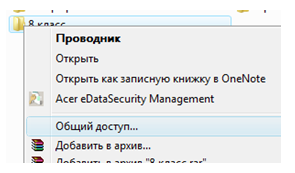 8 класс
Проводник
Открыть
Открыть как записную книжку в OneNote
Acer eDataSecurity Management
Общий доступ...
Добавить в архив...
Добавить в архив "8 класс.rar"